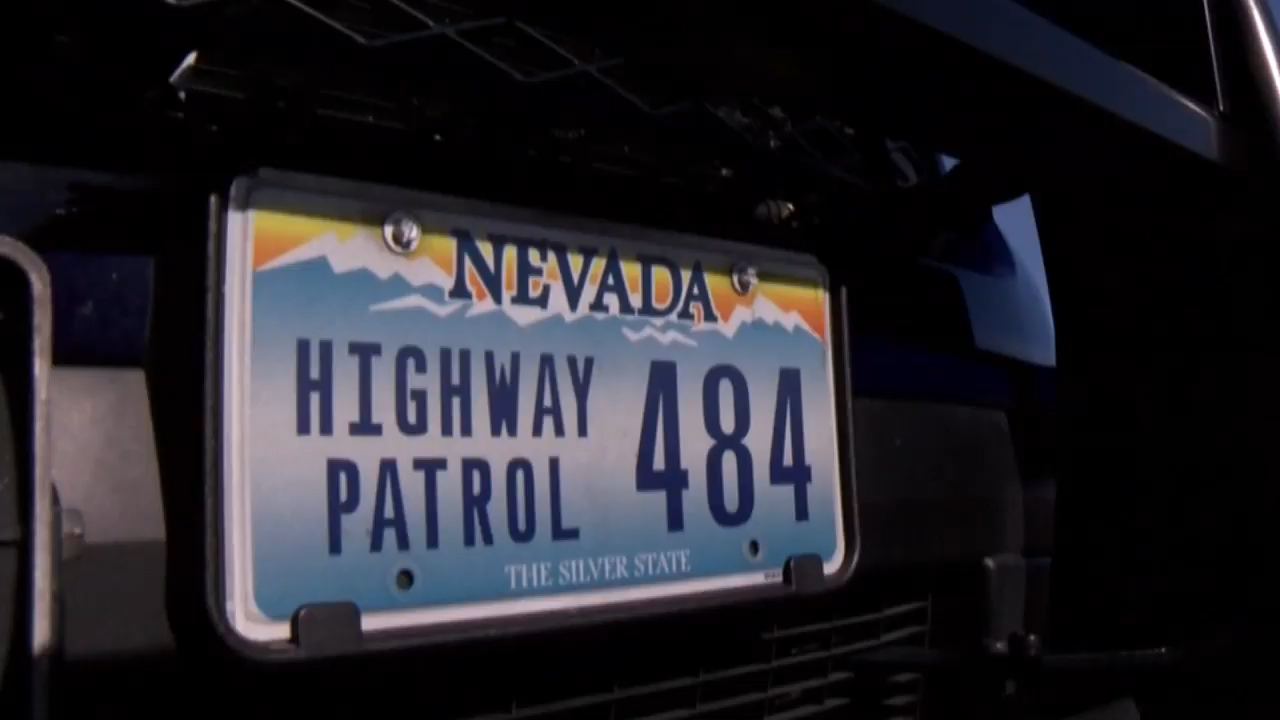 NEVADA
HIGHWAY
PATROL
484
THE SILVER STATE